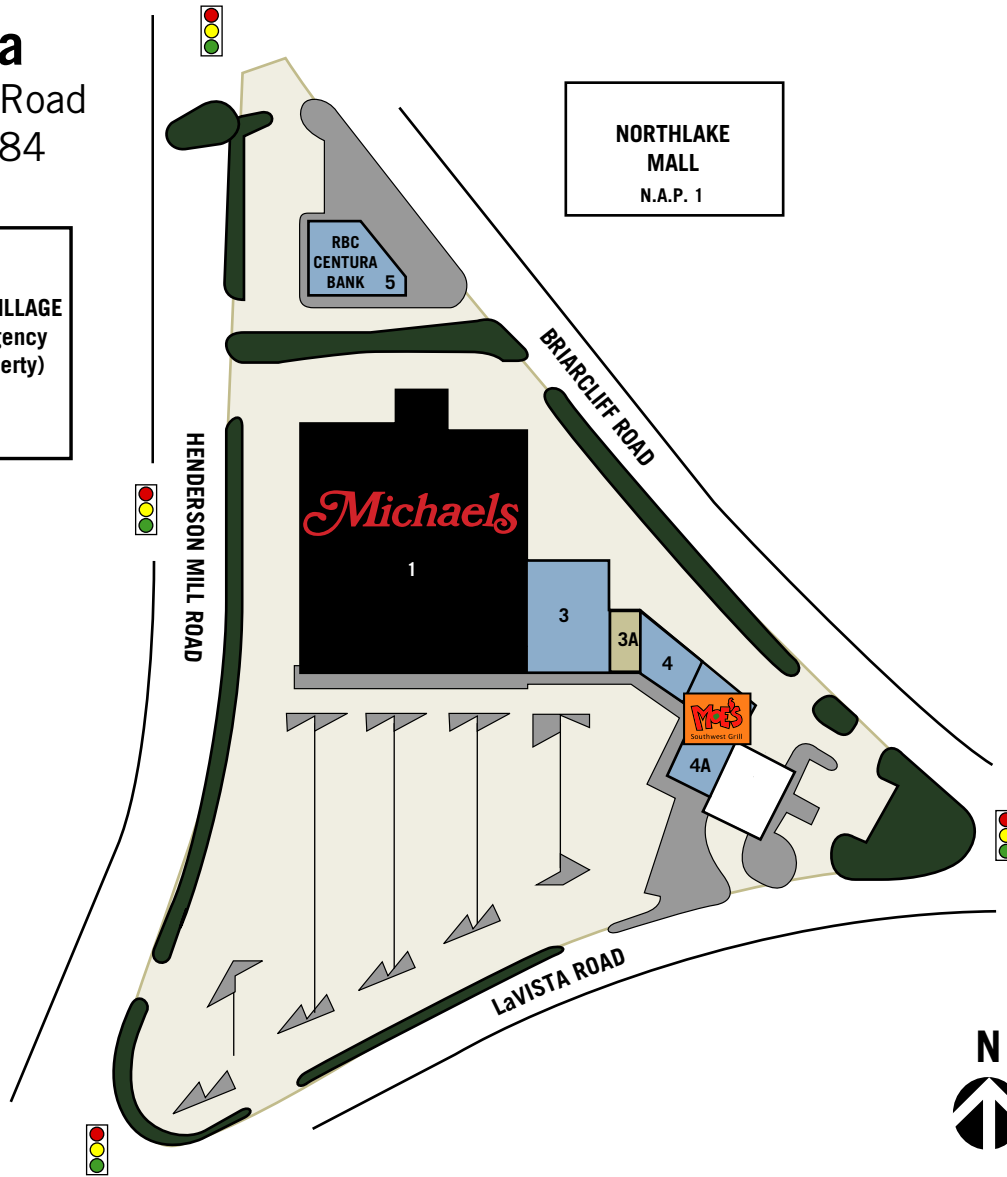 a
Road
84
NORTHLAKE
MALL
N.A.P. 1
RBC
CENTURA
BANK 5
ILLAGE
gency
erty)
BRIARCLIFF ROAD
HENDERSON MILL ROAD
Michaels
1
3
3A
4
MOE'S
Southwest Grill
4A
LaVISTA ROAD
N